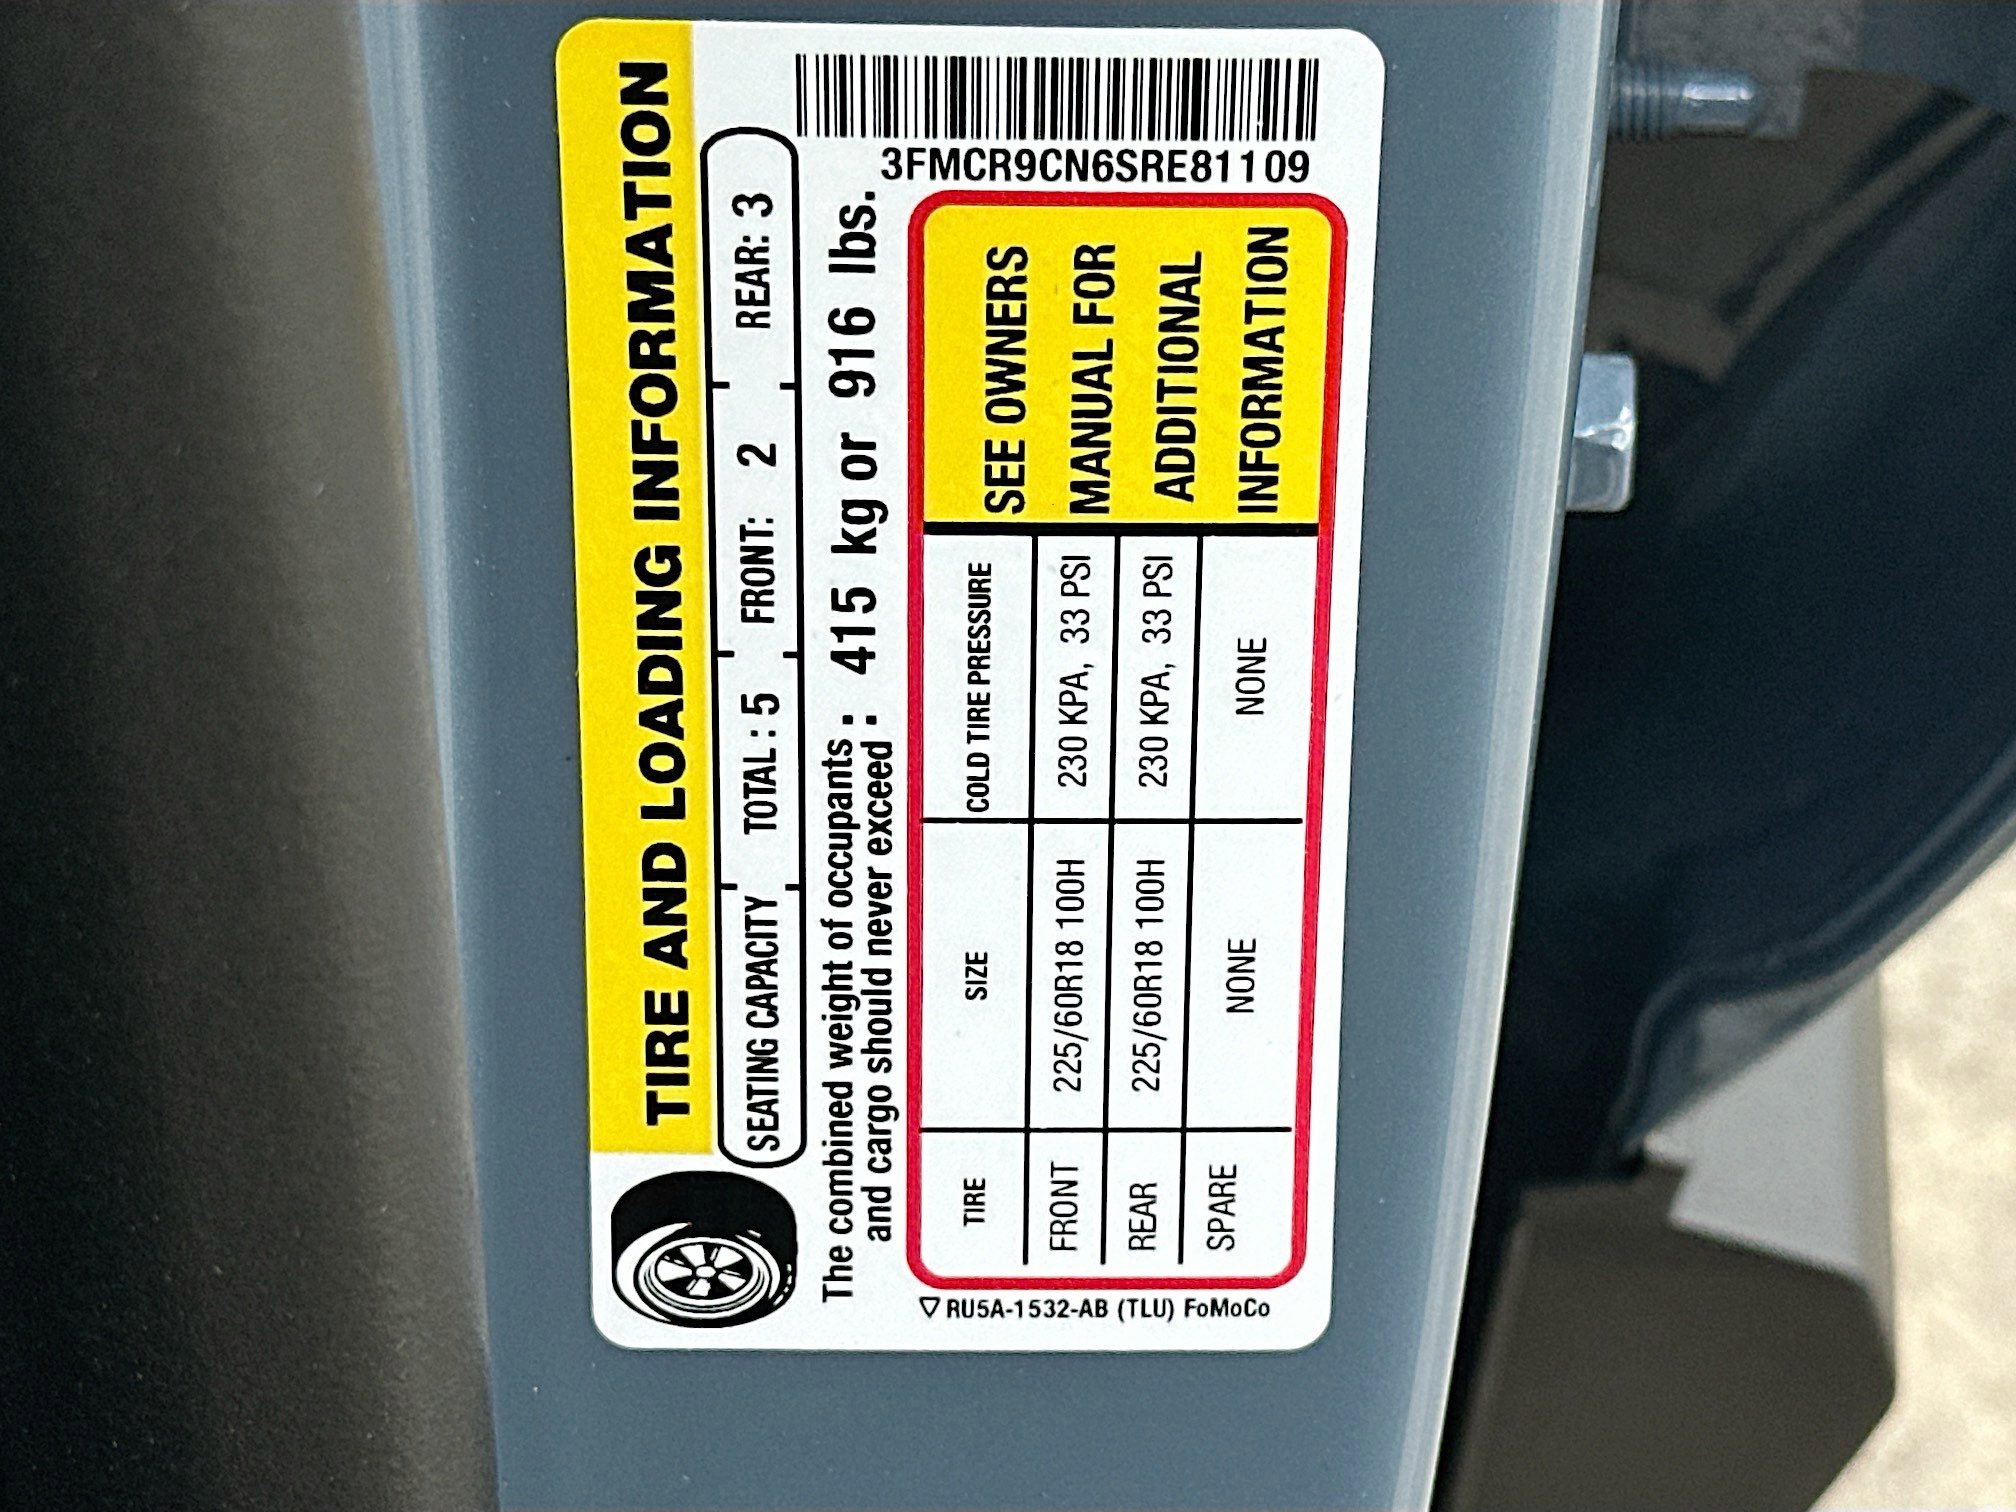 TIRE AND LOADING INFORMATION
SEATING CAPACITY TOTAL : 5 FRONT: 2 REAR: 3
The combined weight of occupants :
and cargo should never exceed : 415 kg or 916 lbs.
3FMCR9CN6SRE81109
TIRE SIZE COLD TIRE PRESSURE
FRONT 225/60R18 100H 230 KPA, 33 PSI
REAR 225/60R18 100H 230 KPA, 33 PSI
SPARE NONE NONE
SEE OWNERS
MANUAL FOR
ADDITIONAL
INFORMATION
RU5A-1532-AB (TLU) FoMoCo